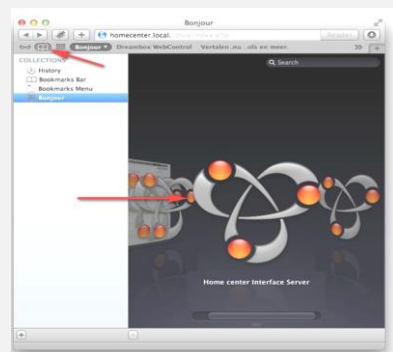 Bonjour
homecenter.local.
Reader
Bonjour ▾ Dreambox WebControl Vertalen .nu
COLLECTIONS
Search
History
Bookmarks Bar
Bookmarks Menu
Bonjour
Home center Interface Server